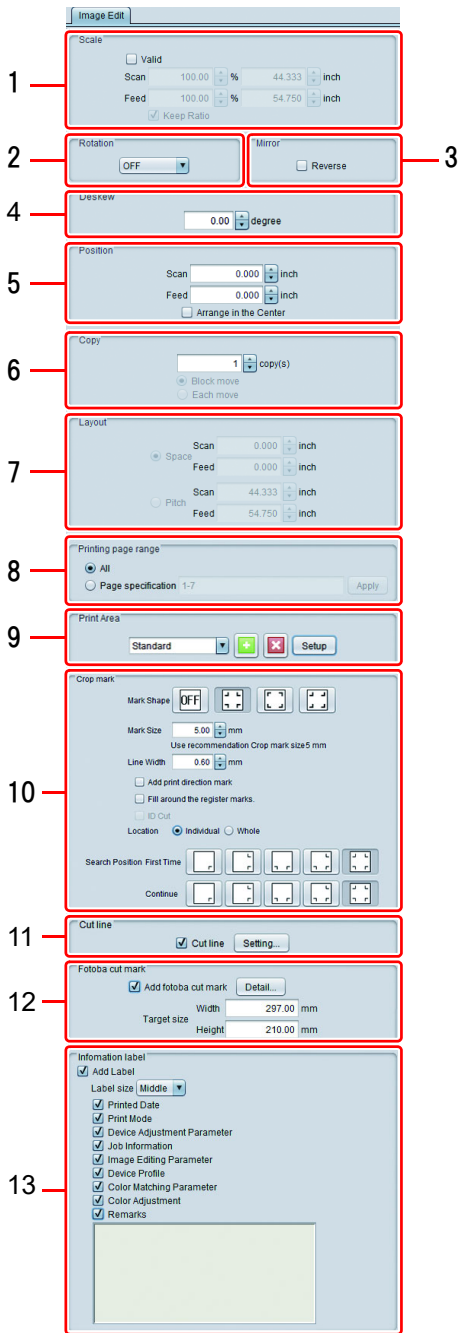 Image Edit
Scale
Valid
1
Scan 100.00 % 44.333 inch
Feed 100.00 % 54.750 inch
Keep Ratio
Rotation Mirror
2 OFF Reverse 3
Deskew
4 0.00 degree
Position
5
Scan 0.000 inch
Feed 0.000 inch
Arrange in the Center
Copy
6 1 copy(s)
Block move
Each move
Layout
Scan 0.000 inch
Space
Feed 0.000 inch
7
Scan 44.333 inch
Pitch
Feed 54.750 inch
Printing page range
8 All
Page specification 1-7 Apply
Print Area
9 Standard Setup
Crop mark
Mark Shape OFF
Mark Size 5.00 mm
Use recommendation Crop mark size5 mm
Line Width 0.60 mm
Add print direction mark
10 Fill around the register marks.
ID Cut
Location Individual Whole
Search Position First Time
Continue
Cut line
11 Cut line Setting...
Fotoba cut mark
Add fotoba cut mark Detail...
12
Width 297.00 mm
Target size
Height 210.00 mm
Infomation label
Add Label
Label size Middle
Printed Date
Print Mode
Device Adjustment Parameter
Job Information
Image Editing Parameter
Device Profile
13 Color Matching Parameter
Color Adjustment
Remarks